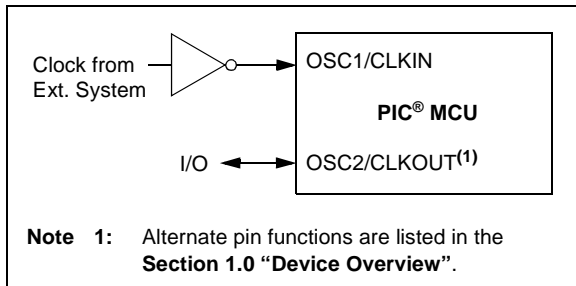 Clock from
Ext. System
OSC1/CLKIN
PIC® MCU
I/O
OSC2/CLKOUT(1)
Note 1: Alternate pin functions are listed in the
Section 1.0 “Device Overview”.